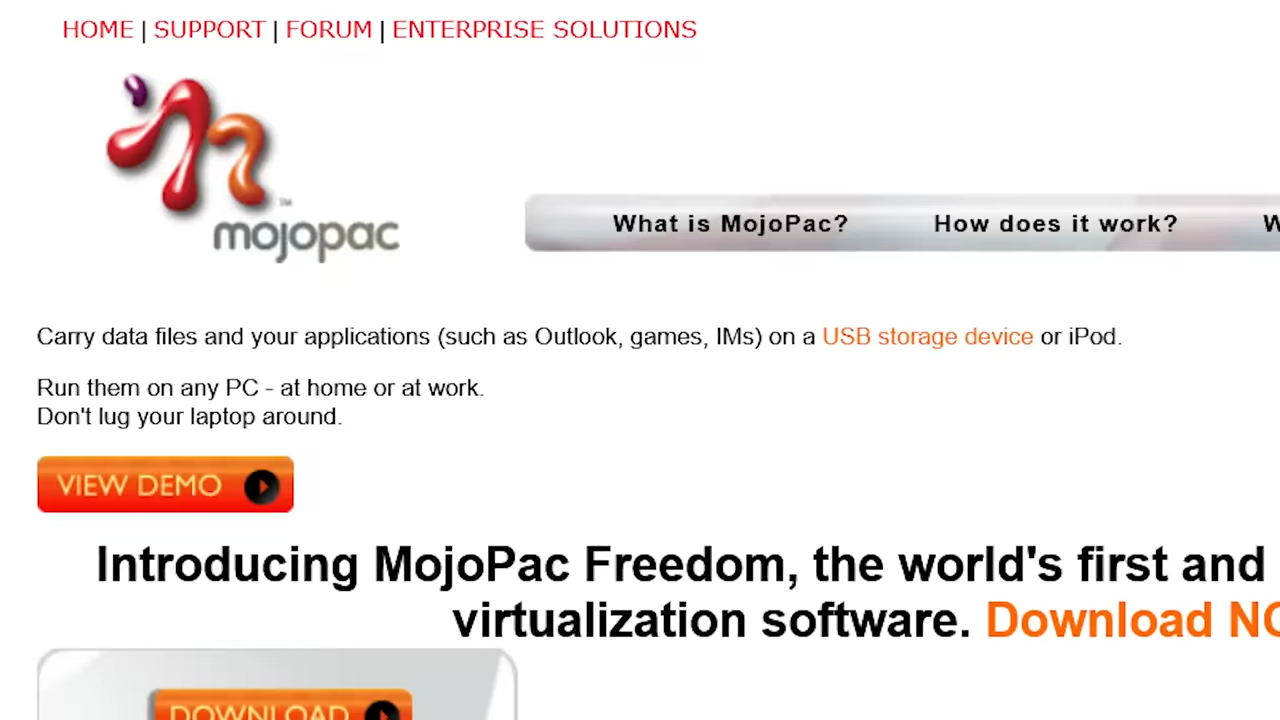 HOME | SUPPORT | FORUM | ENTERPRISE SOLUTIONS
mojopac
What is MojoPac? How does it work?
Carry data files and your applications (such as Outlook, games, IMs) on a USB storage device or iPod.
Run them on any PC - at home or at work.
Don't lug your laptop around.
VIEW DEMO
Introducing MojoPac Freedom, the world's first and
virtualization software. Download
DOWNLOAD